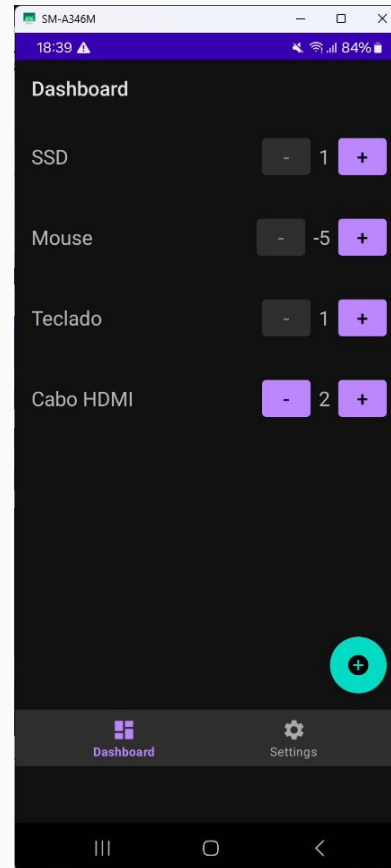 SM-A346M
18:39 84%
Dashboard
SSD - 1 +
Mouse - -5 +
Teclado - 1 +
Cabo HDMI - 2 +
Dashboard Settings